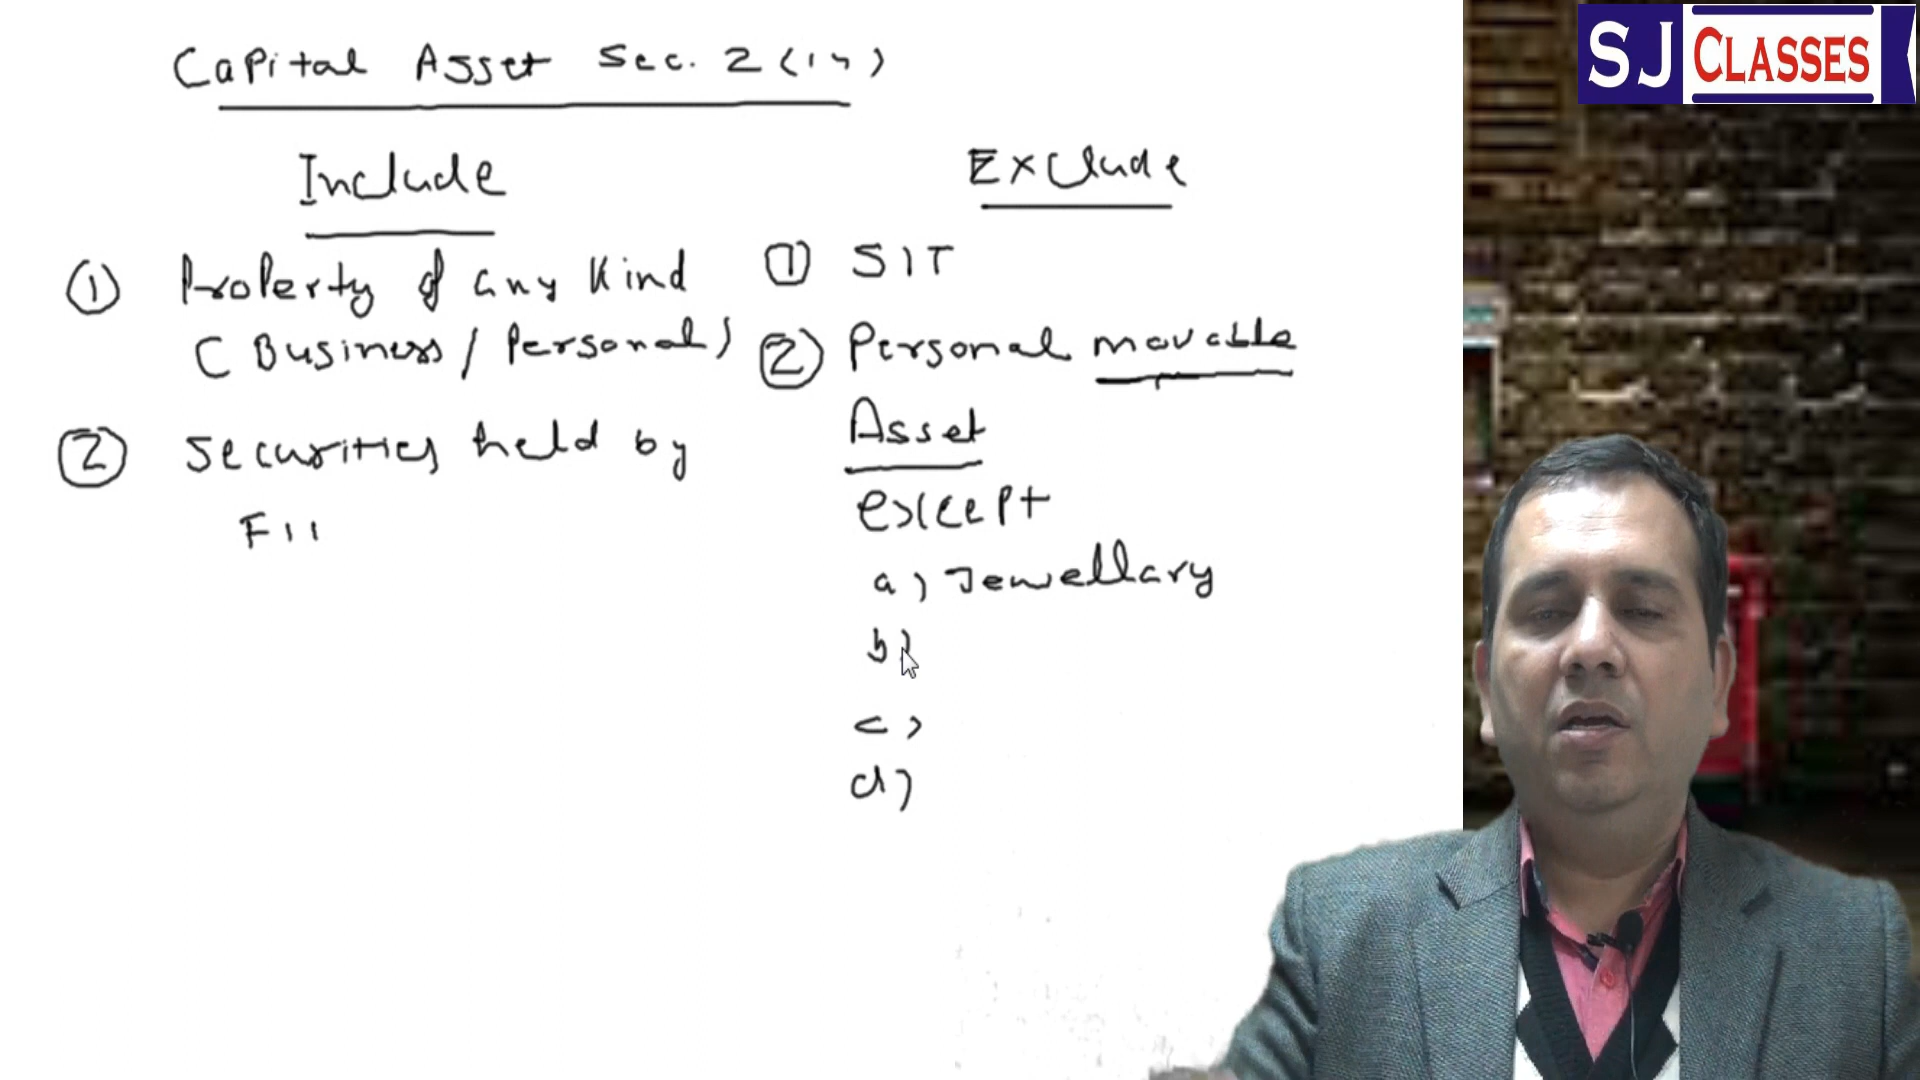 SJ CLASSES
Capital Asset Sec. 2(14)
Include
Exclude
① Property of any Kind
(Business / Personal)
② Securities held by
FII
① SIT
② Personal movable
Asset
except
a) Jewellary
b)
c)
d)